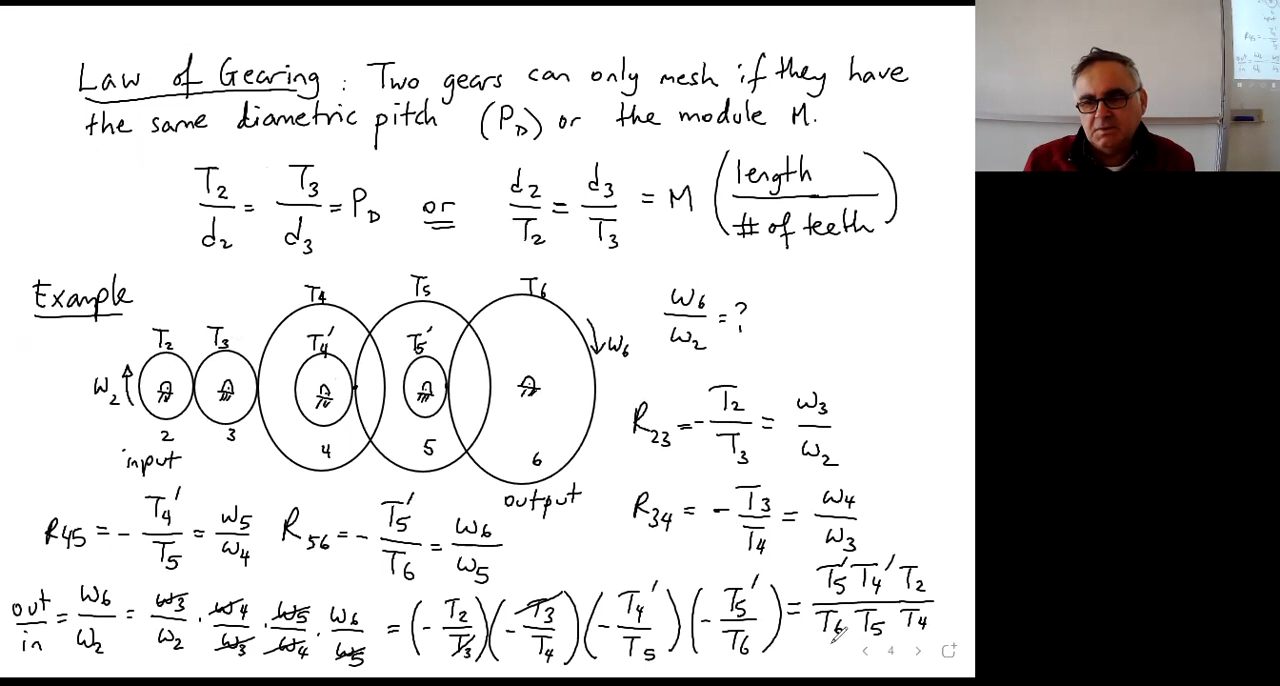 Law of Gearing : Two gears can only mesh if they have
the same diametric pitch (P_D) or the module M.
T₂/d₂ = T₃/d₃ = P_D or d₂/T₂ = d₃/T₃ = M (length / # of teeth)
Example
T₂ T₃ T₄ T₄' T₅ T₅' T₆
ω₂ ω₆
2 3 4 5 6
input output
ω₆/ω₂ = ?
R₂₃ = - T₂/T₃ = ω₃/ω₂
R₃₄ = - T₃/T₄ = ω₄/ω₃
R₄₅ = - T₄'/T₅ = ω₅/ω₄ R₅₆ = - T₅'/T₆ = ω₆/ω₅
out/in = ω₆/ω₂ = ω₃/ω₂ · ω₄/ω₃ · ω₅/ω₄ · ω₆/ω₅ = (- T₂/T₃)(- T₃/T₄)(- T₄'/T₅)(- T₅'/T₆) = T₅' T₄' T₂ / T₆ T₅ T₄
< 4 >